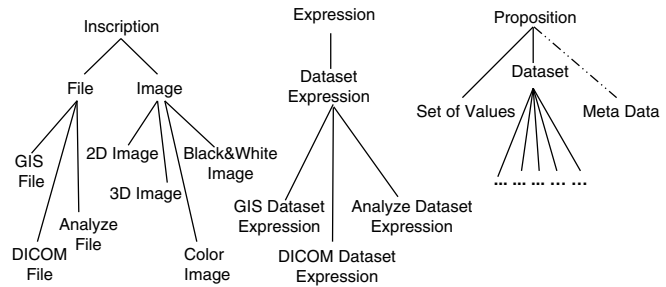 Inscription
File
Image
GIS
File
2D Image
Black&White
Image
3D Image
Analyze
File
DICOM
File
Color
Image
Expression
Dataset
Expression
GIS Dataset
Expression
Analyze Dataset
Expression
DICOM Dataset
Expression
Proposition
Dataset
Set of Values
Meta Data
... ... ... ... ...